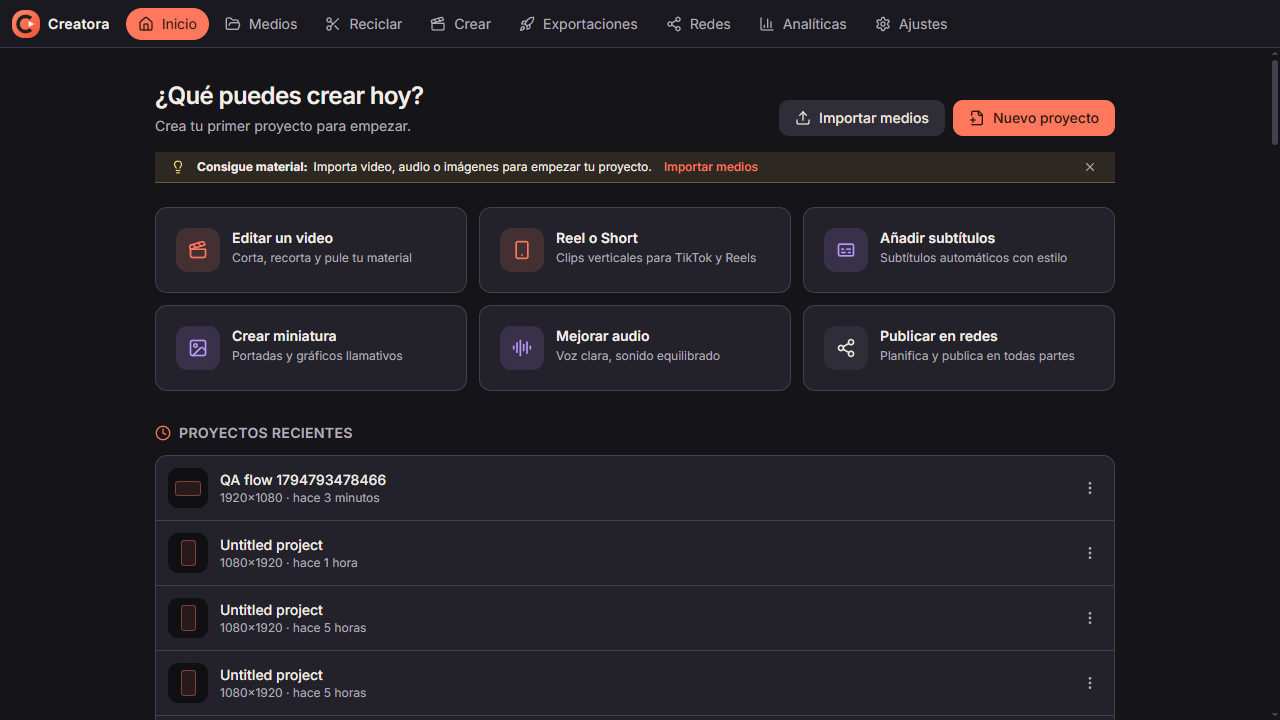 Creatora
Inicio
Medios
Reciclar
Crear
Exportaciones
Redes
Analíticas
Ajustes
¿Qué puedes crear hoy?
Crea tu primer proyecto para empezar.
Importar medios
Nuevo proyecto
Consigue material: Importa video, audio o imágenes para empezar tu proyecto. Importar medios
Editar un video
Corta, recorta y pule tu material
Reel o Short
Clips verticales para TikTok y Reels
Añadir subtítulos
Subtítulos automáticos con estilo
Crear miniatura
Portadas y gráficos llamativos
Mejorar audio
Voz clara, sonido equilibrado
Publicar en redes
Planifica y publica en todas partes
PROYECTOS RECIENTES
QA flow 1794793478466
1920×1080 · hace 3 minutos
Untitled project
1080×1920 · hace 1 hora
Untitled project
1080×1920 · hace 5 horas
Untitled project
1080×1920 · hace 5 horas